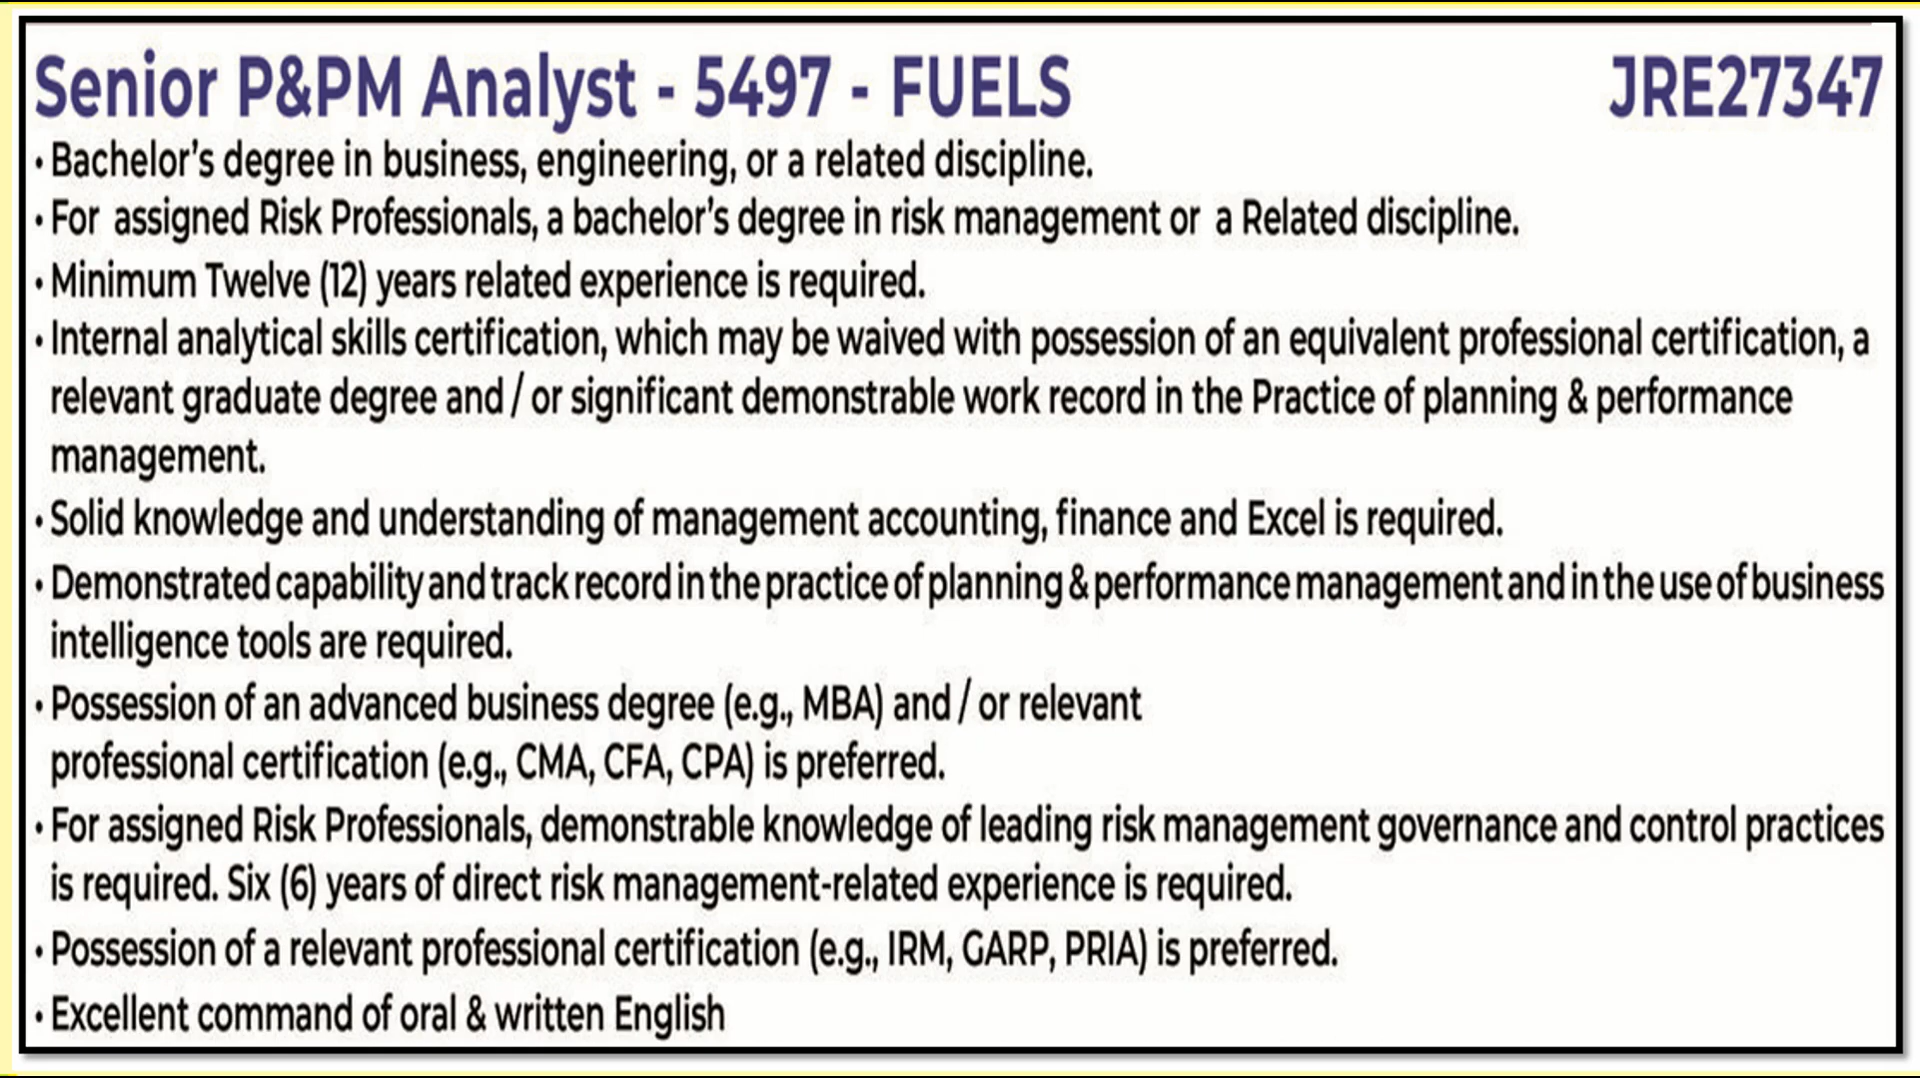 Senior P&PM Analyst - 5497 - FUELS JRE27347
• Bachelor's degree in business, engineering, or a related discipline.
• For assigned Risk Professionals, a bachelor's degree in risk management or a Related discipline.
• Minimum Twelve (12) years related experience is required.
• Internal analytical skills certification, which may be waived with possession of an equivalent professional certification, a
relevant graduate degree and / or significant demonstrable work record in the Practice of planning & performance
management.
• Solid knowledge and understanding of management accounting, finance and Excel is required.
• Demonstrated capability and track record in the practice of planning & performance management and in the use of business
intelligence tools are required.
• Possession of an advanced business degree (e.g., MBA) and / or relevant
professional certification (e.g., CMA, CFA, CPA) is preferred.
• For assigned Risk Professionals, demonstrable knowledge of leading risk management governance and control practices
is required. Six (6) years of direct risk management-related experience is required.
• Possession of a relevant professional certification (e.g., IRM, GARP, PRIA) is preferred.
• Excellent command of oral & written English